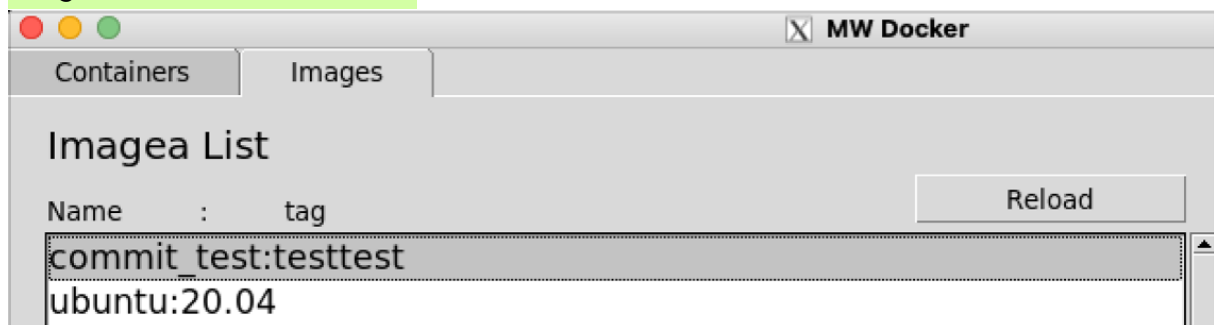 MW Docker
Containers Images
Imagea List
Name : tag
Reload
commit_test:testtest
ubuntu:20.04